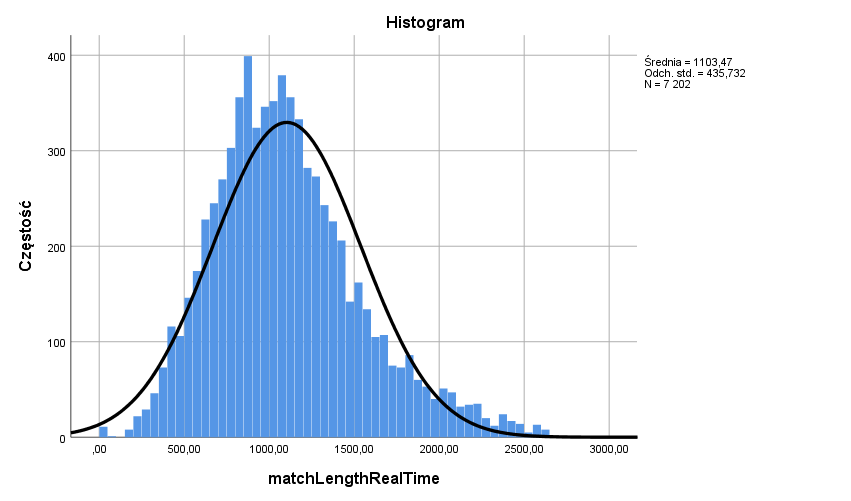 Histogram
Średnia = 1103,47
Odch. std. = 435,732
N = 7 202
400
300
200
100
0
Częstość
,00
500,00
1000,00
1500,00
2000,00
2500,00
3000,00
matchLengthRealTime